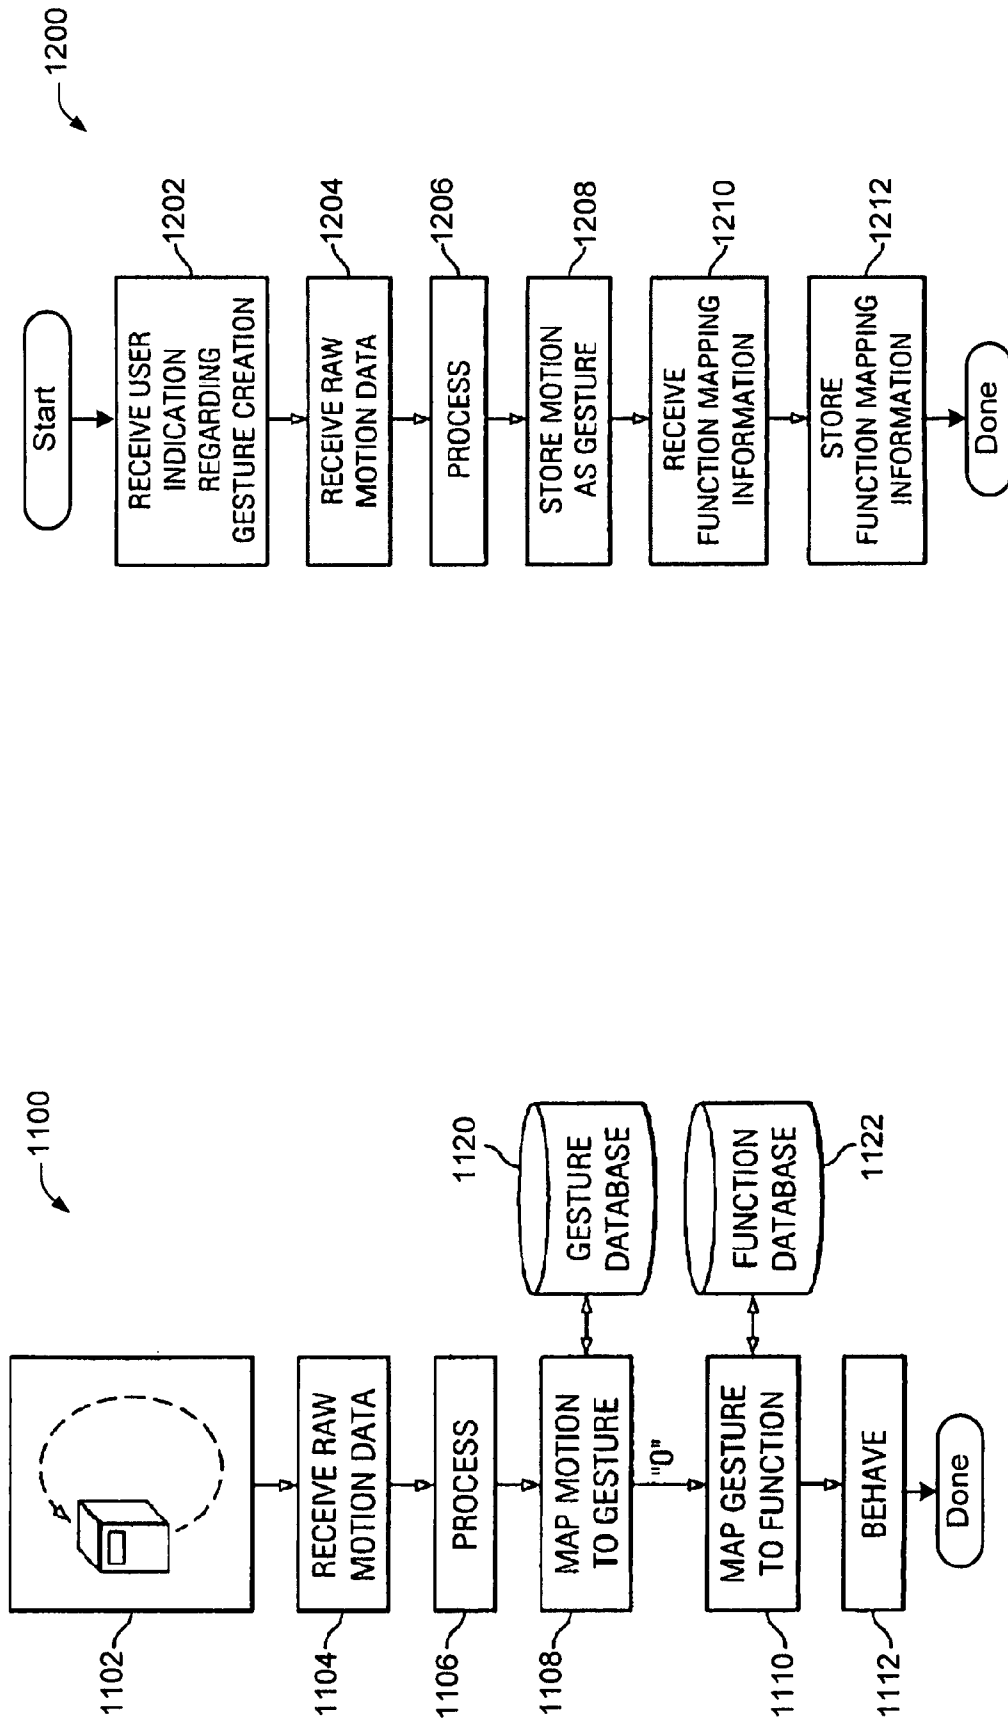 1100
1102
RECEIVE RAW
MOTION DATA
1104
PROCESS
1106
MAP MOTION
TO GESTURE
1108
GESTURE
DATABASE
1120
"O"
MAP GESTURE
TO FUNCTION
1110
FUNCTION
DATABASE
1122
BEHAVE
1112
Done
1200
Start
RECEIVE USER
INDICATION
REGARDING
GESTURE CREATION
1202
RECEIVE RAW
MOTION DATA
1204
PROCESS
1206
STORE MOTION
AS GESTURE
1208
RECEIVE
FUNCTION MAPPING
INFORMATION
1210
STORE
FUNCTION MAPPING
INFORMATION
1212
Done